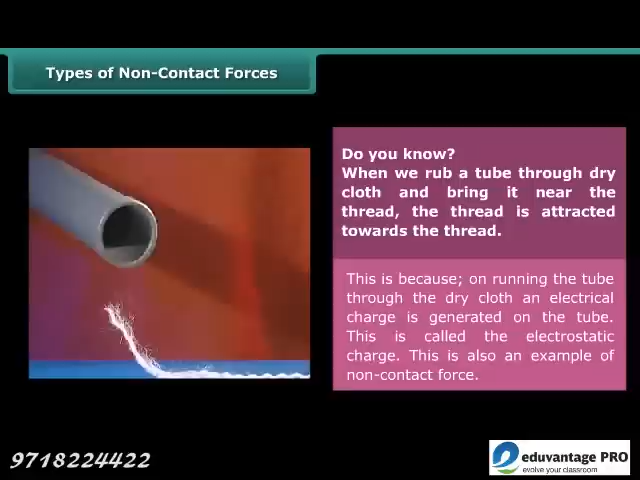 Types of Non-Contact Forces
Do you know?
When we rub a tube through dry
cloth and bring it near the
thread, the thread is attracted
towards the thread.
This is because; on running the tube
through the dry cloth an electrical
charge is generated on the tube.
This is called the electrostatic
charge. This is also an example of
non-contact force.
9718224422
eduvantage PRO
evolve your classroom